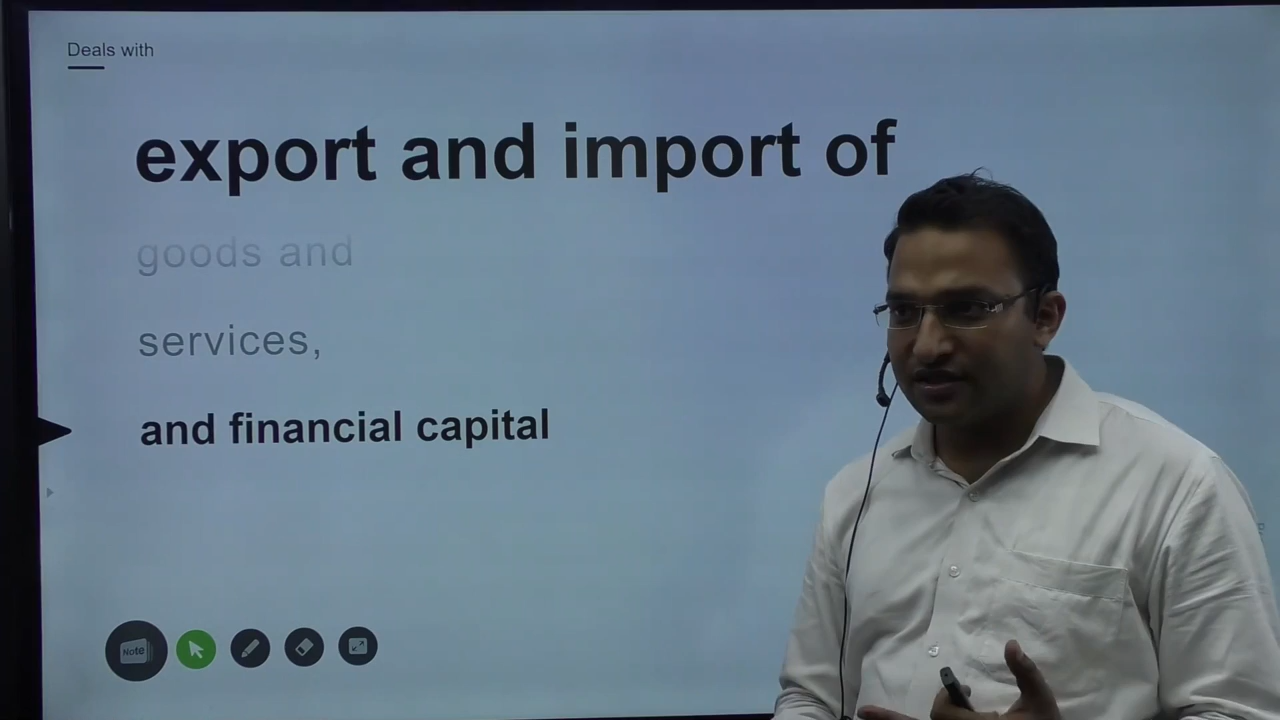 Deals with
export and import of
goods and
services,
and financial capital
Note